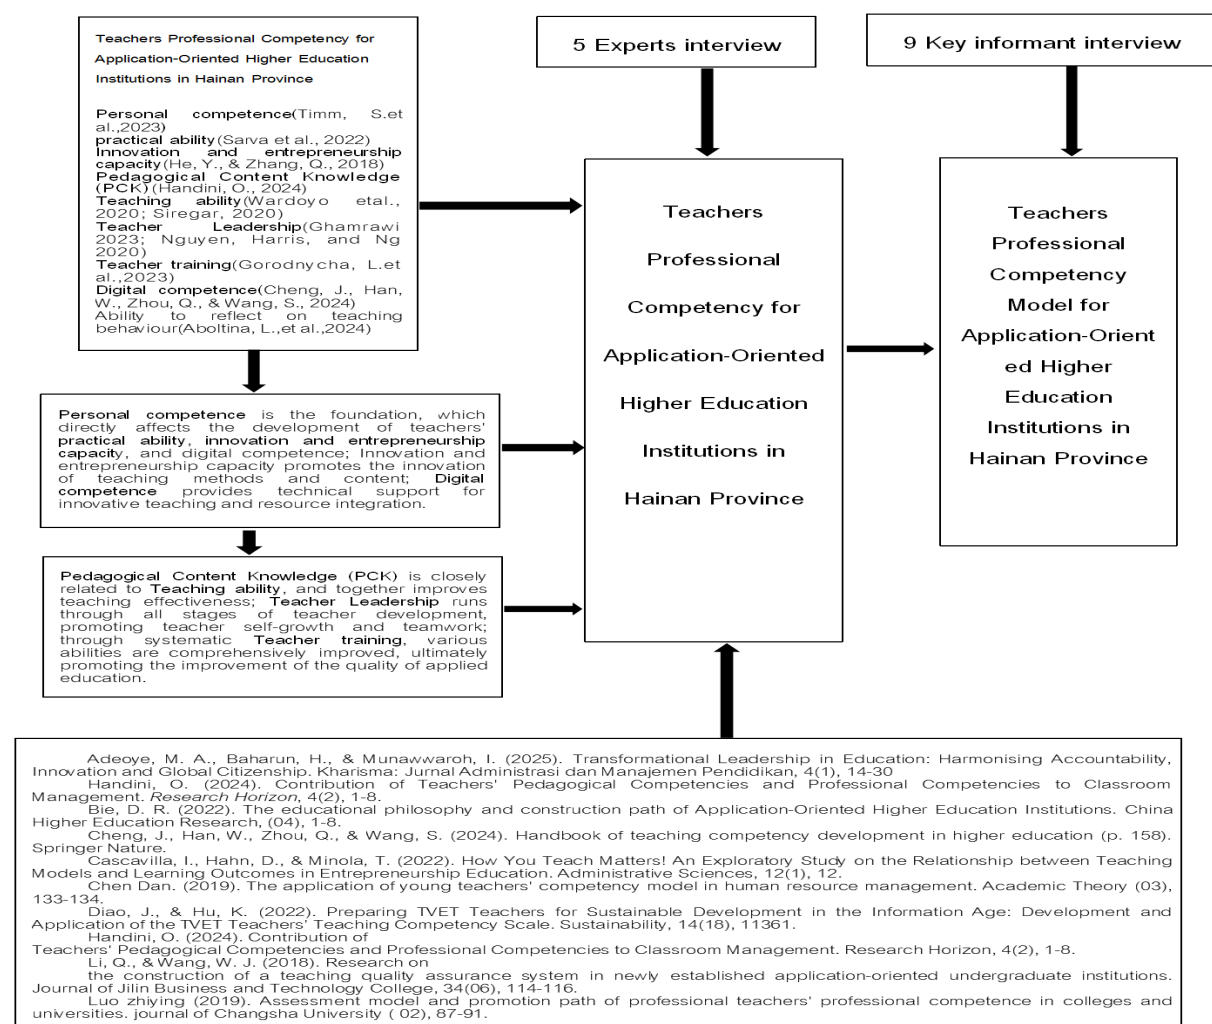 Teachers Professional Competency for
Application-Oriented Higher Education
Institutions in Hainan Province
Personal competence(Timm, S.et
al.,2023)
practical ability(Sarva et al., 2022)
Innovation and entrepreneurship
capacity(He, Y., & Zhang, Q., 2018)
Pedagogical Content Knowledge
(PCK)(Handini, O., 2024)
Teaching ability(Wardoyo etal.,
2020; Siregar, 2020)
Teacher Leadership(Ghamrawi
2023; Nguyen, Harris, and Ng
2020)
Teacher training(Gorodnycha, L.et
al.,2023)
Digital competence(Cheng, J., Han,
W., Zhou, Q., & Wang, S., 2024)
Ability to reflect on teaching
behaviour(Aboltina, L.,et al.,2024)
5 Experts interview
9 Key informant interview
Personal competence is the foundation, which
directly affects the development of teachers'
practical ability, innovation and entrepreneurship
capacity, and digital competence; Innovation and
entrepreneurship capacity promotes the innovation
of teaching methods and content; Digital
competence provides technical support for
innovative teaching and resource integration.
Pedagogical Content Knowledge (PCK) is closely
related to Teaching ability, and together improves
teaching effectiveness; Teacher Leadership runs
through all stages of teacher development,
promoting teacher self-growth and teamwork;
through systematic Teacher training, various
abilities are comprehensively improved, ultimately
promoting the improvement of the quality of applied
education.
Teachers
Professional
Competency for
Application-Oriented
Higher Education
Institutions in
Hainan Province
Teachers
Professional
Competency
Model for
Application-Orient
ed Higher
Education
Institutions in
Hainan Province
Adeoye, M. A., Baharun, H., & Munawwaroh, I. (2025). Transformational Leadership in Education: Harmonising Accountability,
Innovation and Global Citizenship. Kharisma: Jurnal Administrasi dan Manajemen Pendidikan, 4(1), 14-30
Handini, O. (2024). Contribution of Teachers' Pedagogical Competencies and Professional Competencies to Classroom
Management. Research Horizon, 4(2), 1-8.
Bie, D. R. (2022). The educational philosophy and construction path of Application-Oriented Higher Education Institutions. China
Higher Education Research, (04), 1-8.
Cheng, J., Han, W., Zhou, Q., & Wang, S. (2024). Handbook of teaching competency development in higher education (p. 158).
Springer Nature.
Cascavilla, I., Hahn, D., & Minola, T. (2022). How You Teach Matters! An Exploratory Study on the Relationship between Teaching
Models and Learning Outcomes in Entrepreneurship Education. Administrative Sciences, 12(1), 12.
Chen Dan. (2019). The application of young teachers' competency model in human resource management. Academic Theory (03),
133-134.
Diao, J., & Hu, K. (2022). Preparing TVET Teachers for Sustainable Development in the Information Age: Development and
Application of the TVET Teachers' Teaching Competency Scale. Sustainability, 14(18), 11361.
Handini, O. (2024). Contribution of
Teachers' Pedagogical Competencies and Professional Competencies to Classroom Management. Research Horizon, 4(2), 1-8.
Li, Q., & Wang, W. J. (2018). Research on
the construction of a teaching quality assurance system in newly established application-oriented undergraduate institutions.
Journal of Jilin Business and Technology College, 34(06), 114-116.
Luo zhiying (2019). Assessment model and promotion path of professional teachers' professional competence in colleges and
universities. journal of Changsha University ( 02), 87-91.